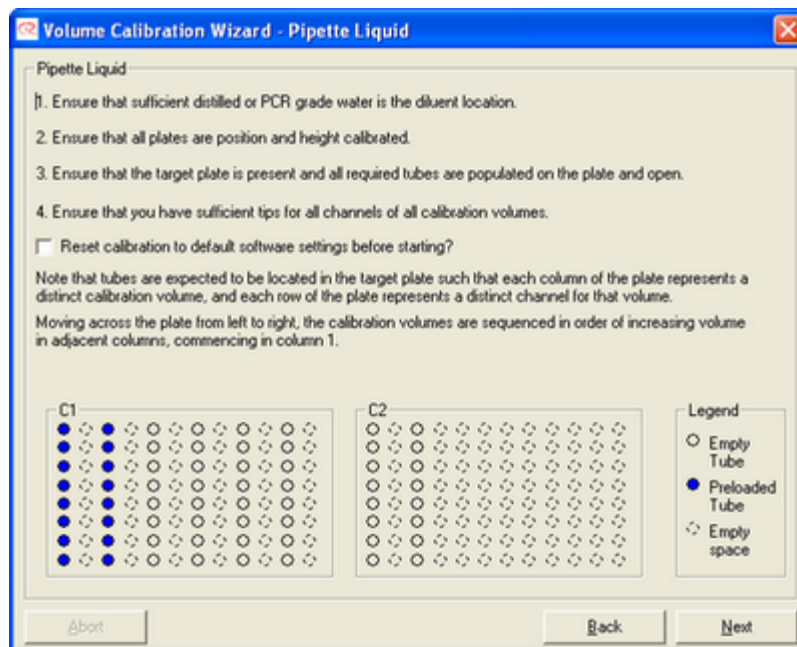 Volume Calibration Wizard - Pipette Liquid
Pipette Liquid
1. Ensure that sufficient distilled or PCR grade water is the diluent location.
2. Ensure that all plates are position and height calibrated.
3. Ensure that the target plate is present and all required tubes are populated on the plate and open.
4. Ensure that you have sufficient tips for all channels of all calibration volumes.
Reset calibration to default software settings before starting?
Note that tubes are expected to be located in the target plate such that each column of the plate represents a
distinct calibration volume, and each row of the plate represents a distinct channel for that volume.
Moving across the plate from left to right, the calibration volumes are sequenced in order of increasing volume
in adjacent columns, commencing in column 1.
C1
C2
Legend
Empty
Tube
Preloaded
Tube
Empty
space
Abort
Back
Next